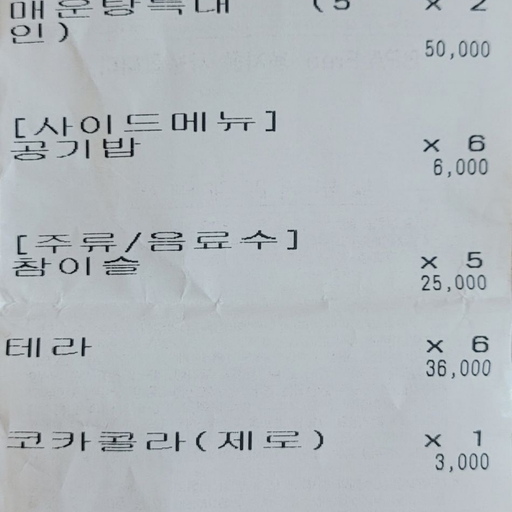 매운탕특대 (5 x 2
인)
50,000
[사이드메뉴]
공기밥 x 6
6,000
[주류/음료수]
참이슬 x 5
25,000
테라 x 6
36,000
코카콜라(제로) x 1
3,000